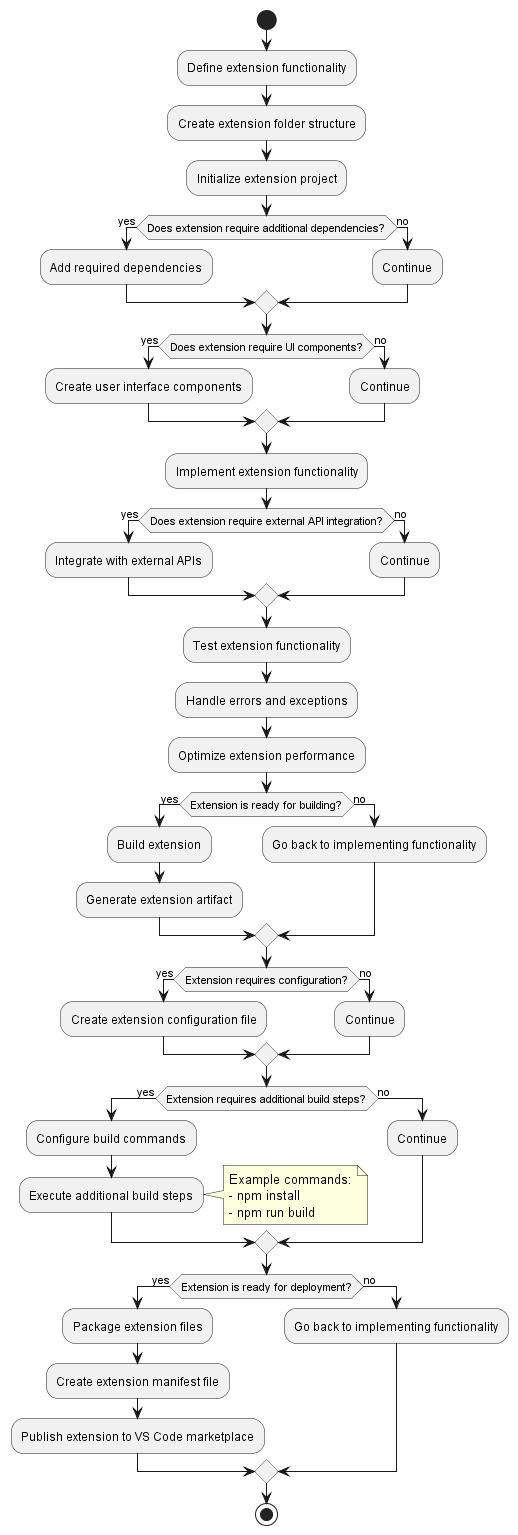 Define extension functionality
Create extension folder structure
Initialize extension project
yes
Does extension require additional dependencies?
no
Add required dependencies
Continue
yes
Does extension require UI components?
no
Create user interface components
Continue
Implement extension functionality
yes
Does extension require external API integration?
no
Integrate with external APIs
Continue
Test extension functionality
Handle errors and exceptions
Optimize extension performance
yes
Extension is ready for building?
no
Build extension
Go back to implementing functionality
Generate extension artifact
yes
Extension requires configuration?
no
Create extension configuration file
Continue
yes
Extension requires additional build steps?
no
Configure build commands
Continue
Execute additional build steps
Example commands:
- npm install
- npm run build
yes
Extension is ready for deployment?
no
Package extension files
Go back to implementing functionality
Create extension manifest file
Publish extension to VS Code marketplace